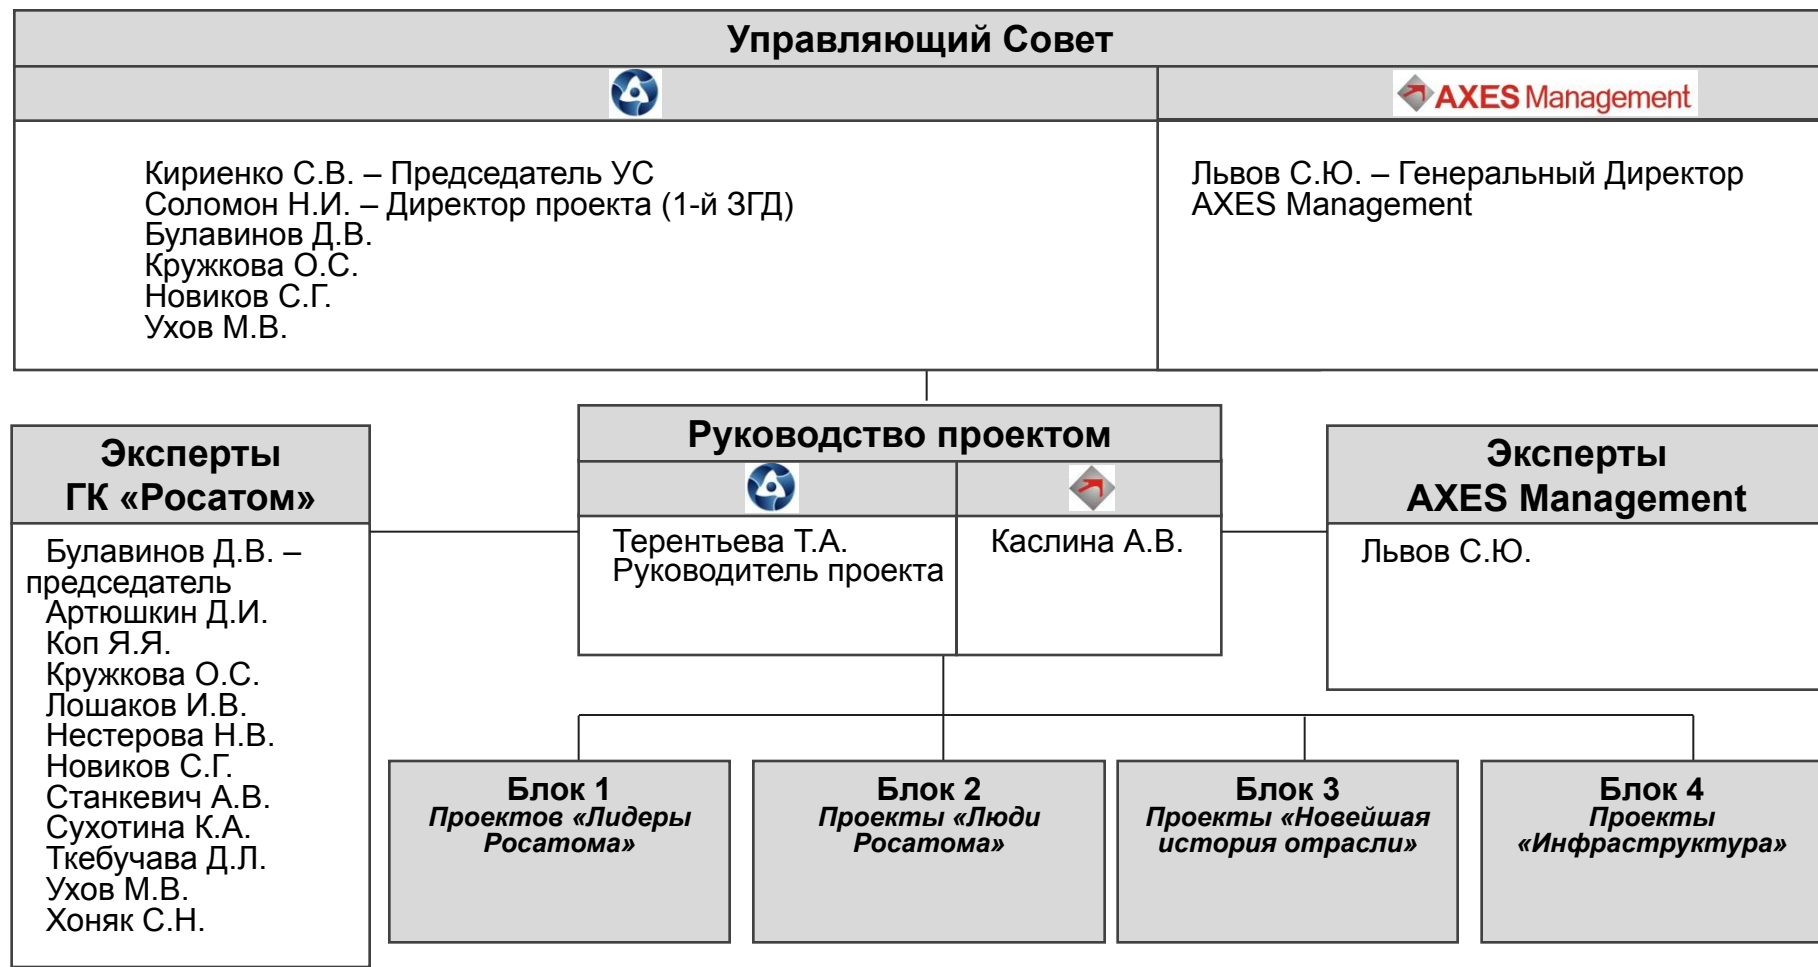 Управляющий Совет
AXES Management
Кириенко С.В. – Председатель УС
Соломон Н.И. – Директор проекта (1-й ЗГД)
Булавинов Д.В.
Кружкова О.С.
Новиков С.Г.
Ухов М.В.
Львов С.Ю. – Генеральный Директор
AXES Management
Эксперты
ГК «Росатом»
Булавинов Д.В. –
председатель
Артюшкин Д.И.
Коп Я.Я.
Кружкова О.С.
Лошаков И.В.
Нестерова Н.В.
Новиков С.Г.
Станкевич А.В.
Сухотина К.А.
Ткебучава Д.Л.
Ухов М.В.
Хоняк С.Н.
Руководство проектом
Терентьева Т.А.
Руководитель проекта
Каслина А.В.
Эксперты
AXES Management
Львов С.Ю.
Блок 1
Проектов «Лидеры
Росатома»
Блок 2
Проекты «Люди
Росатома»
Блок 3
Проекты «Новейшая
история отрасли»
Блок 4
Проекты
«Инфраструктура»